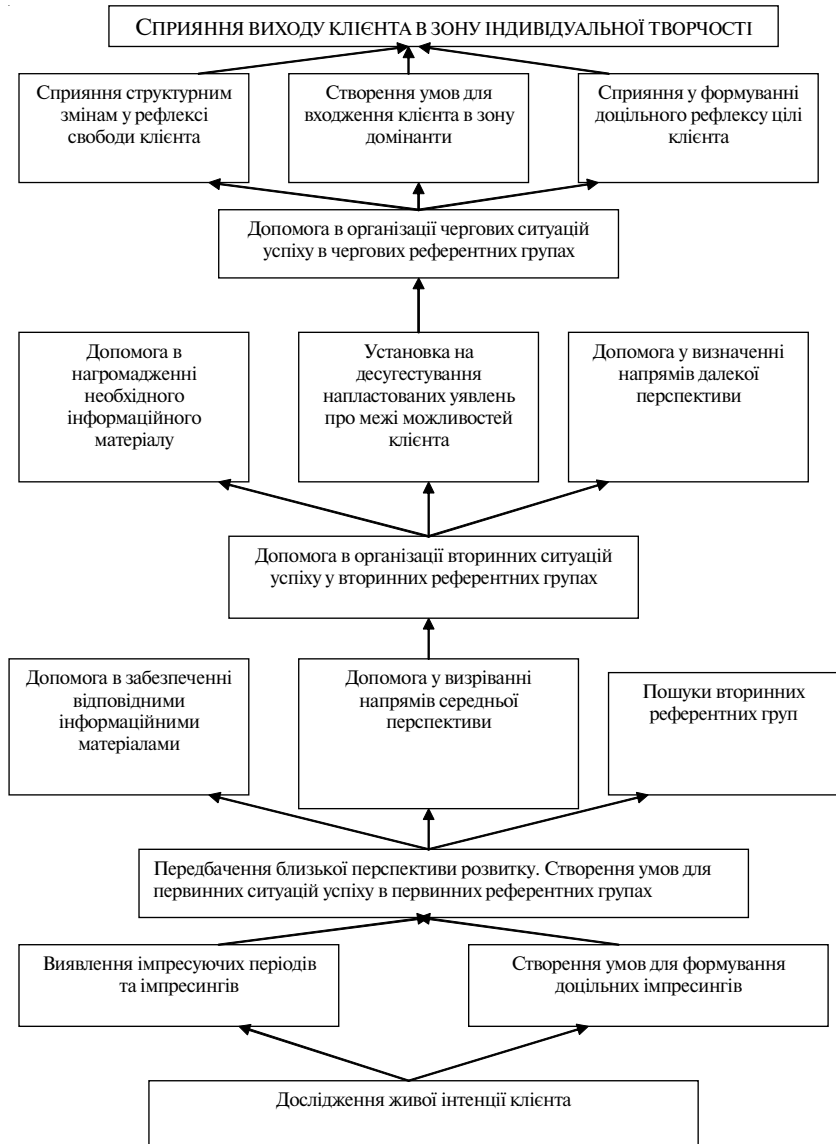 СПРИЯННЯ ВИХОДУ КЛІЄНТА В ЗОНУ ІНДИВІДУАЛЬНОЇ ТВОРЧОСТІ
Сприяння структурним
змінам у рефлексі
свободи клієнта
Створення умов для
входження клієнта в зону
домінанти
Сприяння у формуванні
доцільного рефлексу цілі
клієнта
Допомога в організації чергових ситуацій
успіху в чергових референтних групах
Допомога в
нагромадженні
необхідного
інформаційного
матеріалу
Установка на
десугестування
напластованих уявлень
про межі можливостей
клієнта
Допомога у визначенні
напрямів далекої
перспективи
Допомога в організації вторинних ситуацій
успіху у вторинних референтних групах
Допомога в забезпеченні
відповідними
інформаційними
матеріалами
Допомога у визріванні
напрямів середньої
перспективи
Пошуки вторинних
референтних груп
Передбачення близької перспективи розвитку. Створення умов для
первинних ситуацій успіху в первинних референтних групах
Виявлення імпресуючих періодів
та імпресингів
Створення умов для формування
доцільних імпресингів
Дослідження живої інтенції клієнта